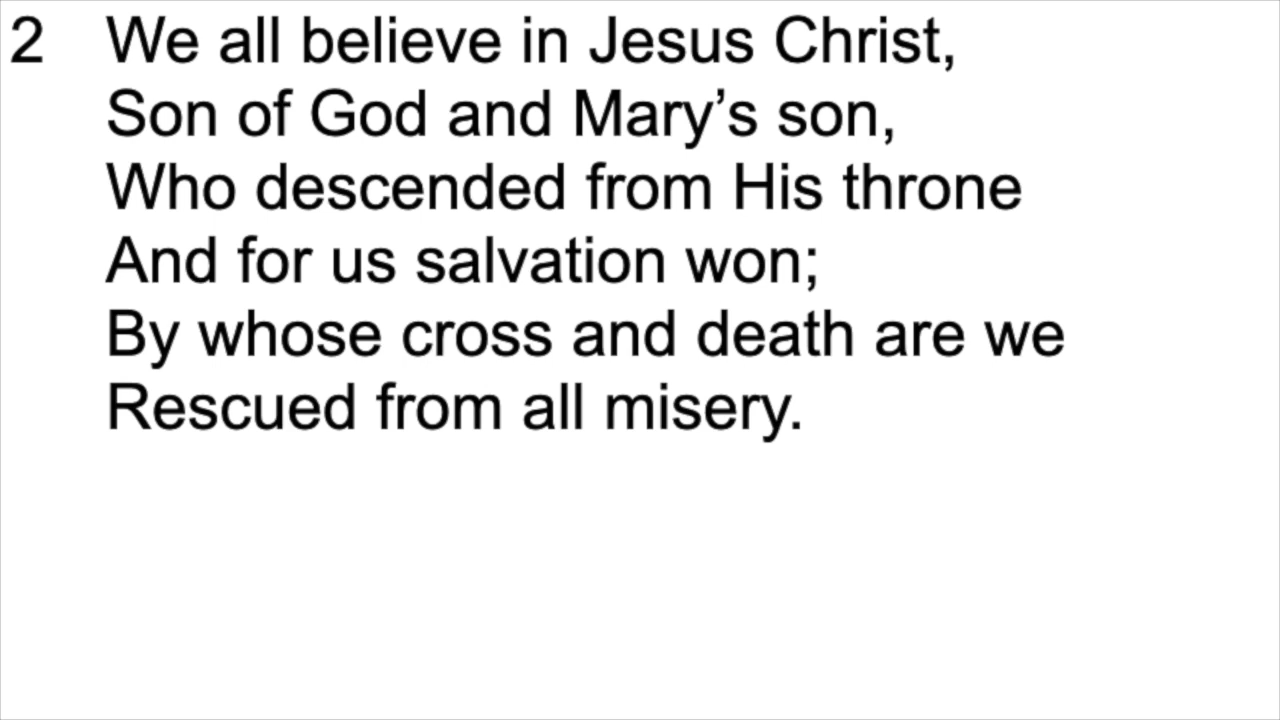 2 We all believe in Jesus Christ,
Son of God and Mary’s son,
Who descended from His throne
And for us salvation won;
By whose cross and death are we
Rescued from all misery.